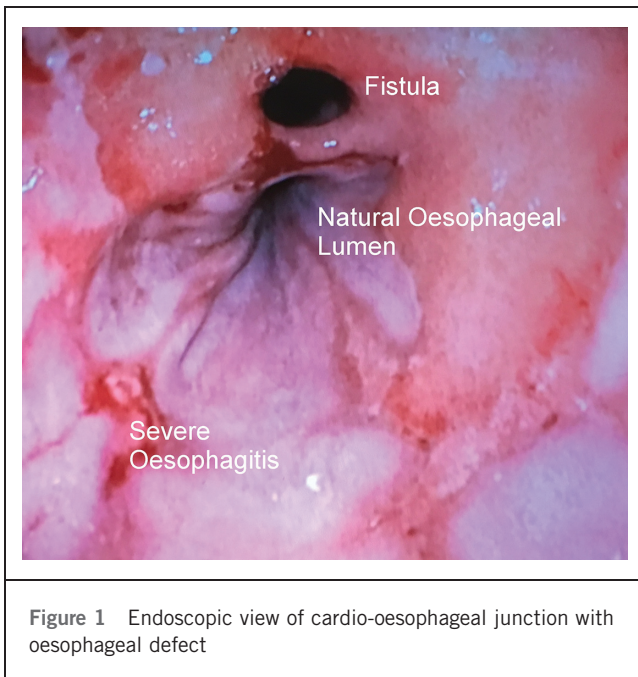 Fistula
Natural Oesophageal
Lumen
Severe
Oesophagitis
Figure 1 Endoscopic view of cardio-oesophageal junction with
oesophageal defect